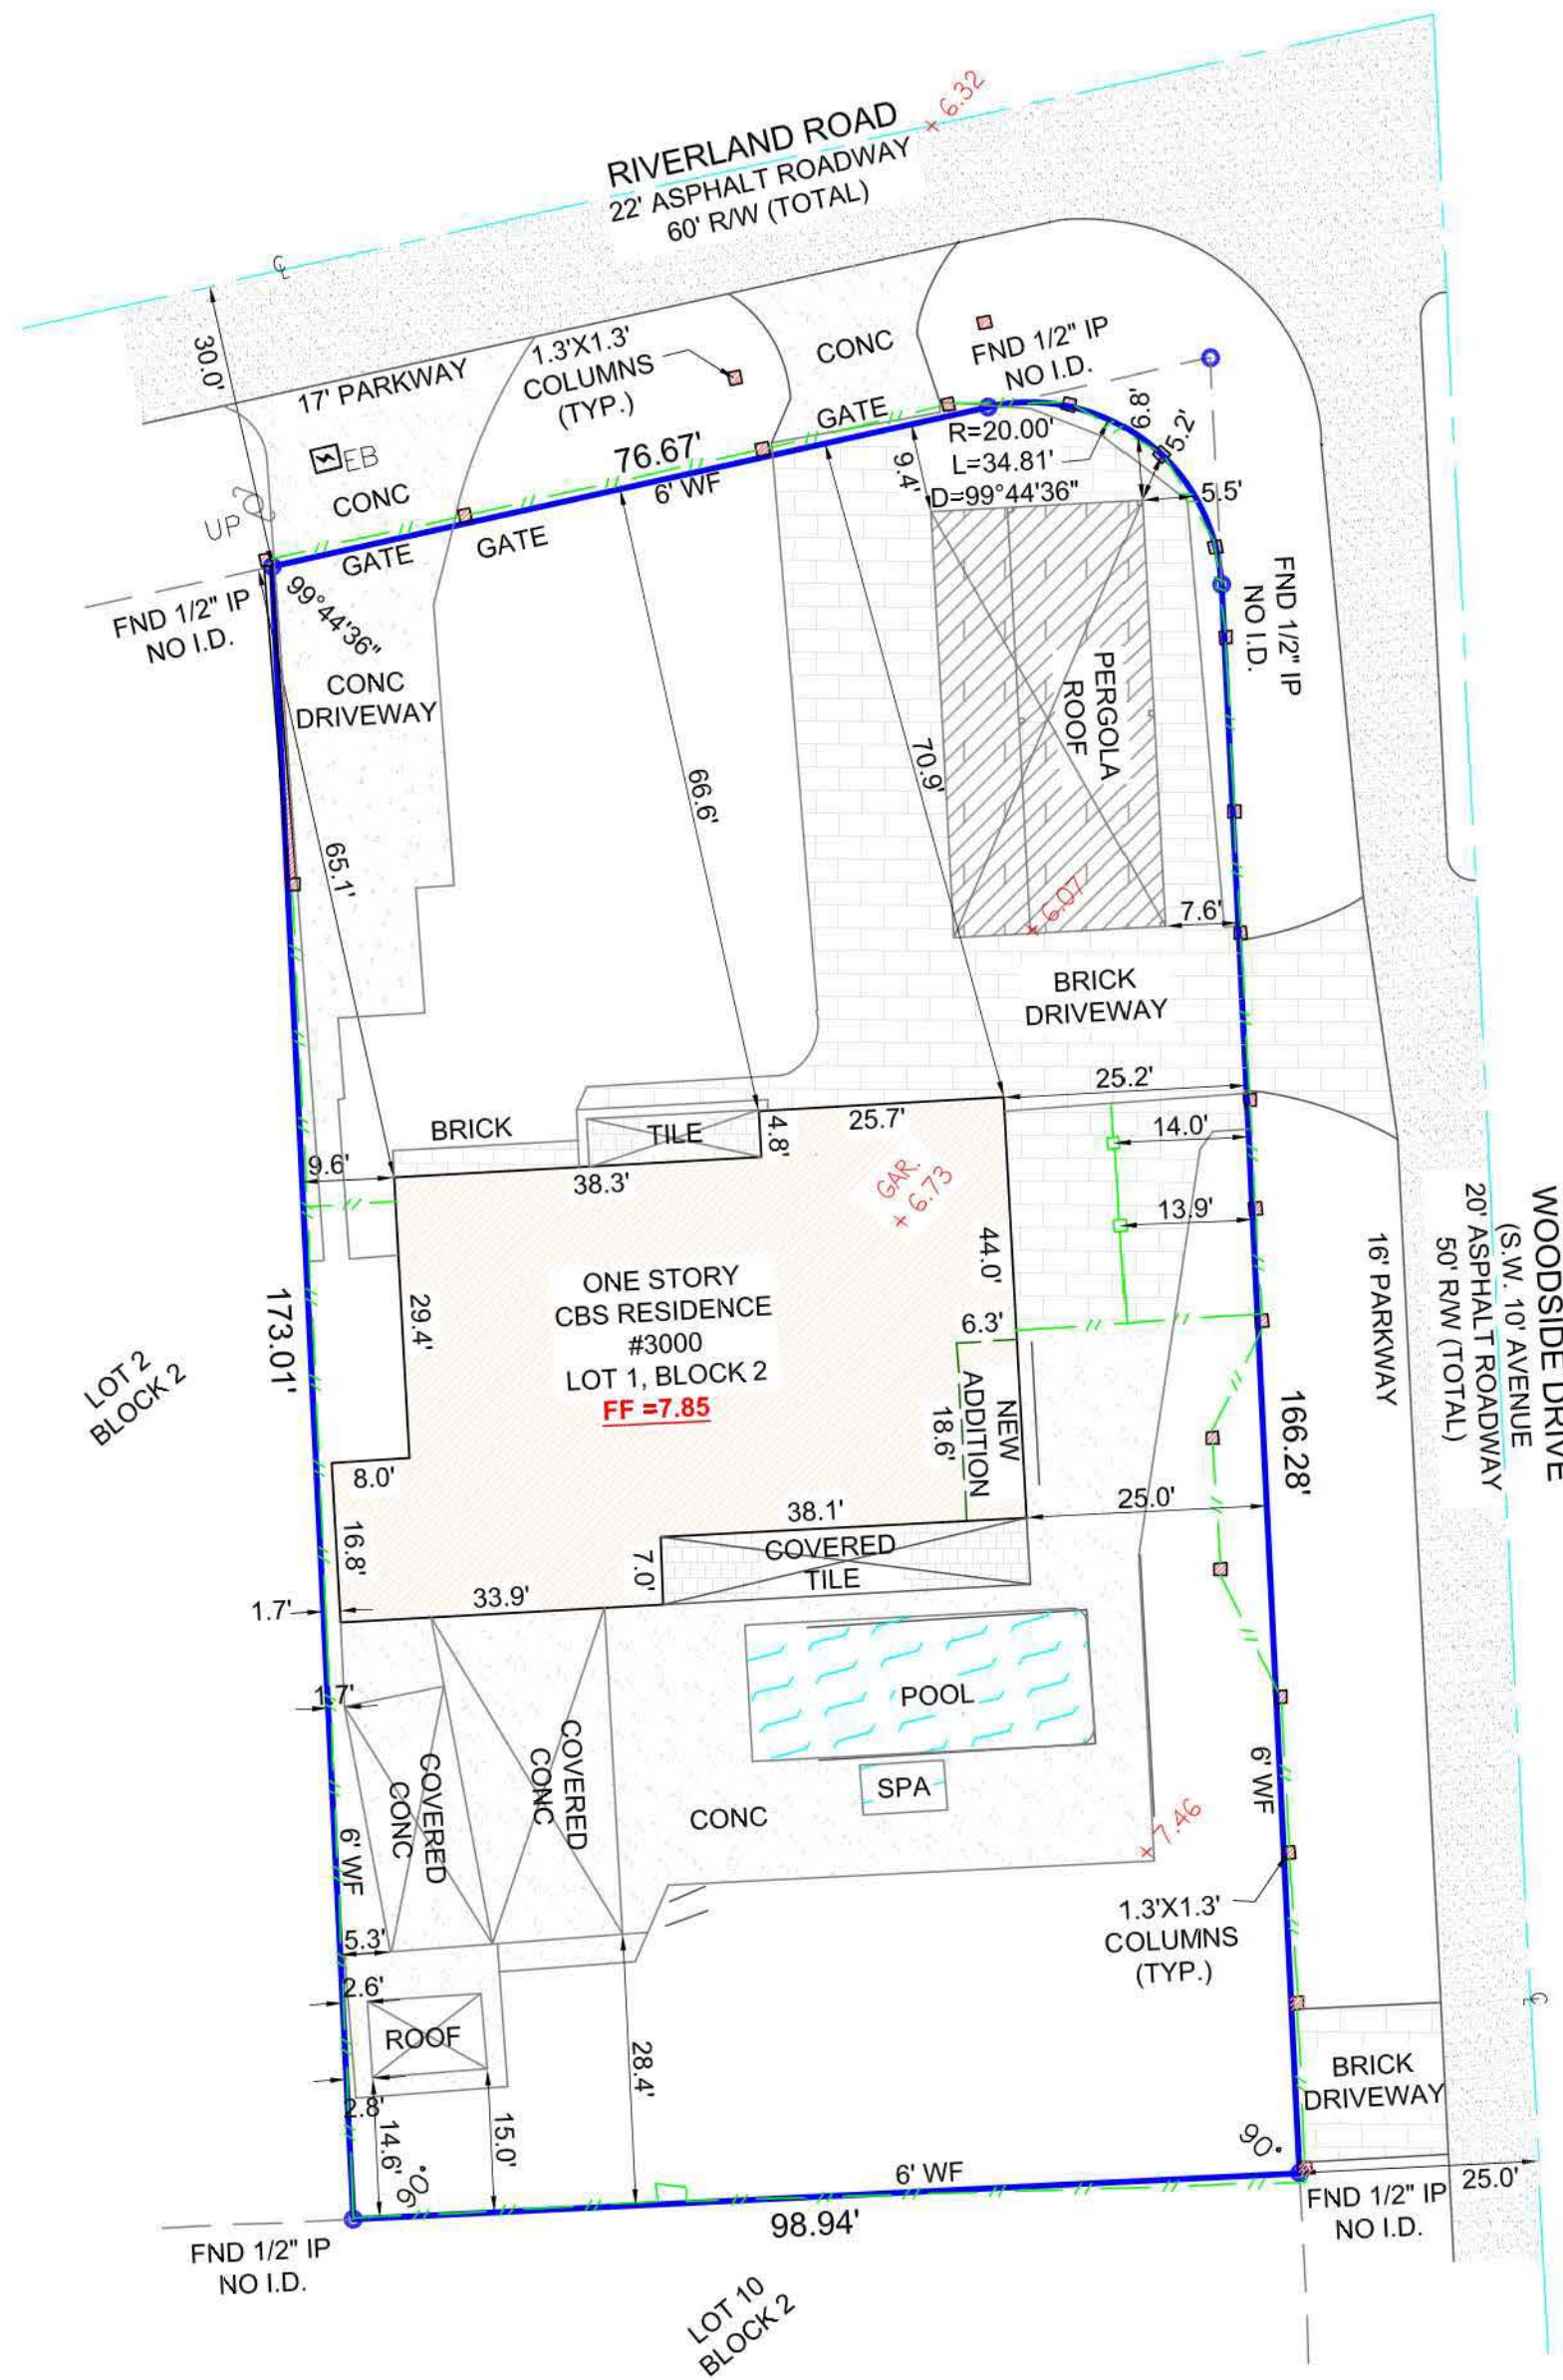 RIVERLAND ROAD
22' ASPHALT ROADWAY
60' R/W (TOTAL)
+ 6.32
30.0'
17' PARKWAY
1.3'X1.3'
COLUMNS
(TYP.)
CONC
FND 1/2" IP
NO I.D.
EB
UP
CONC
76.67'
6' WF
GATE
GATE
GATE
R=20.00'
L=34.81'
D=99°44'36"
6.8'
5.2'
5.5'
9.4'
FND 1/2" IP
NO I.D.
99°44'36"
CONC
DRIVEWAY
FND 1/2" IP
NO I.D.
PERGOLA
ROOF
65.1'
66.6'
70.9'
× 6.07
7.6'
BRICK
DRIVEWAY
25.2'
BRICK
TILE
4.8'
25.7'
14.0'
9.6'
38.3'
GAR.
+ 6.73
13.9'
44.0'
29.4'
ONE STORY
CBS RESIDENCE
#3000
LOT 1, BLOCK 2
FF =7.85
6.3'
NEW
ADDITION
18.6'
173.01'
LOT 2
BLOCK 2
166.28'
16' PARKWAY
WOODSIDE DRIVE
(S.W. 10' AVENUE
20' ASPHALT ROADWAY
50' R/W (TOTAL)
8.0'
16.8'
38.1'
25.0'
COVERED
TILE
7.0'
33.9'
1.7'
1.7'
POOL
SPA
COVERED
CONC
COVERED
CONC
CONC
× 7.46
6' WF
6' WF
1.3'X1.3'
COLUMNS
(TYP.)
5.3'
2.6'
ROOF
2.8'
14.6'
15.0'
28.4'
90°
90°
BRICK
DRIVEWAY
25.0'
6' WF
98.94'
FND 1/2" IP
NO I.D.
FND 1/2" IP
NO I.D.
LOT 10
BLOCK 2